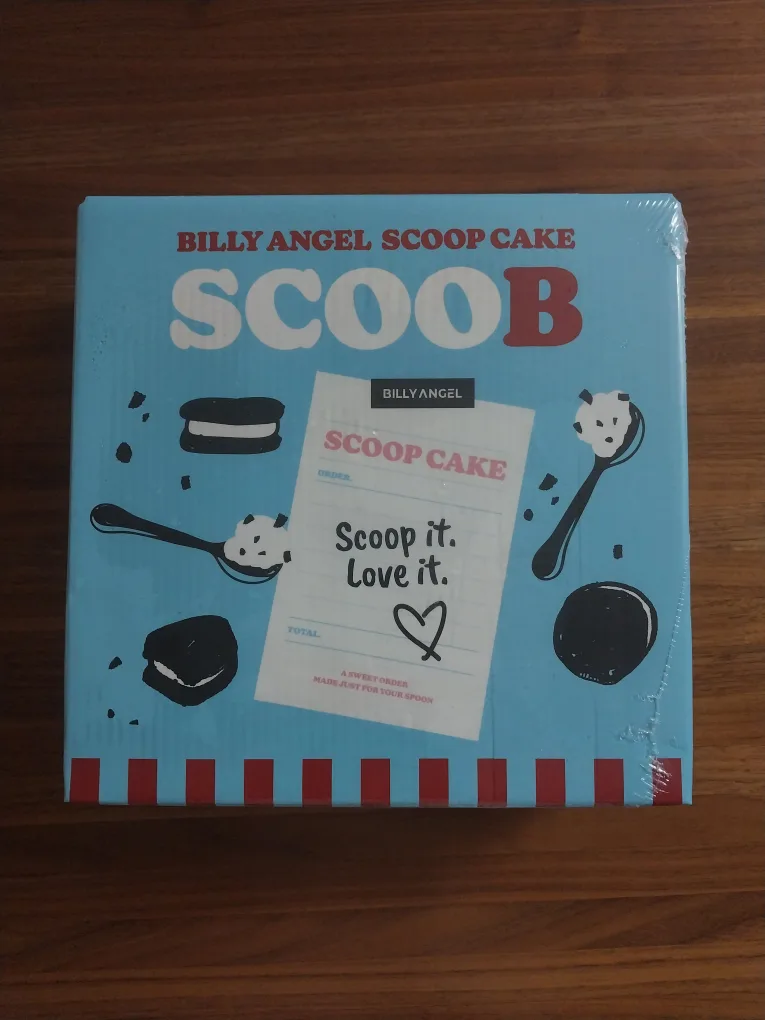 BILLY ANGEL SCOOP CAKE
SCOOB
BILLY ANGEL
SCOOP CAKE
ORDER.
Scoop it.
Love it.
TOTAL.
A SWEET ORDER
MADE JUST FOR YOUR SPOON